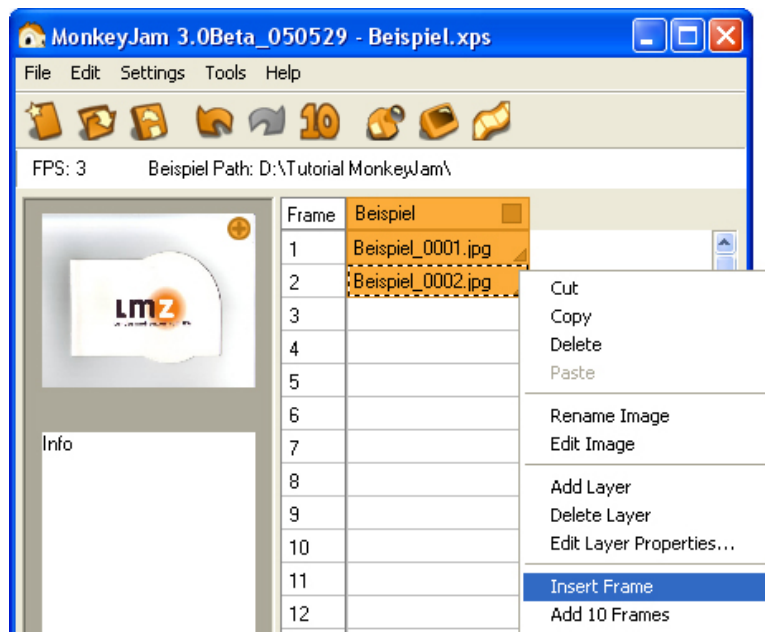 MonkeyJam 3.0Beta_050529 - Beispiel.xps
File Edit Settings Tools Help
10
FPS: 3 Beispiel Path: D:\Tutorial MonkeyJam\
Frame Beispiel
1 Beispiel_0001.jpg
2 Beispiel_0002.jpg
3
4
5
6
7
8
9
10
11
12
LMZ
Info
Cut
Copy
Delete
Paste
Rename Image
Edit Image
Add Layer
Delete Layer
Edit Layer Properties...
Insert Frame
Add 10 Frames